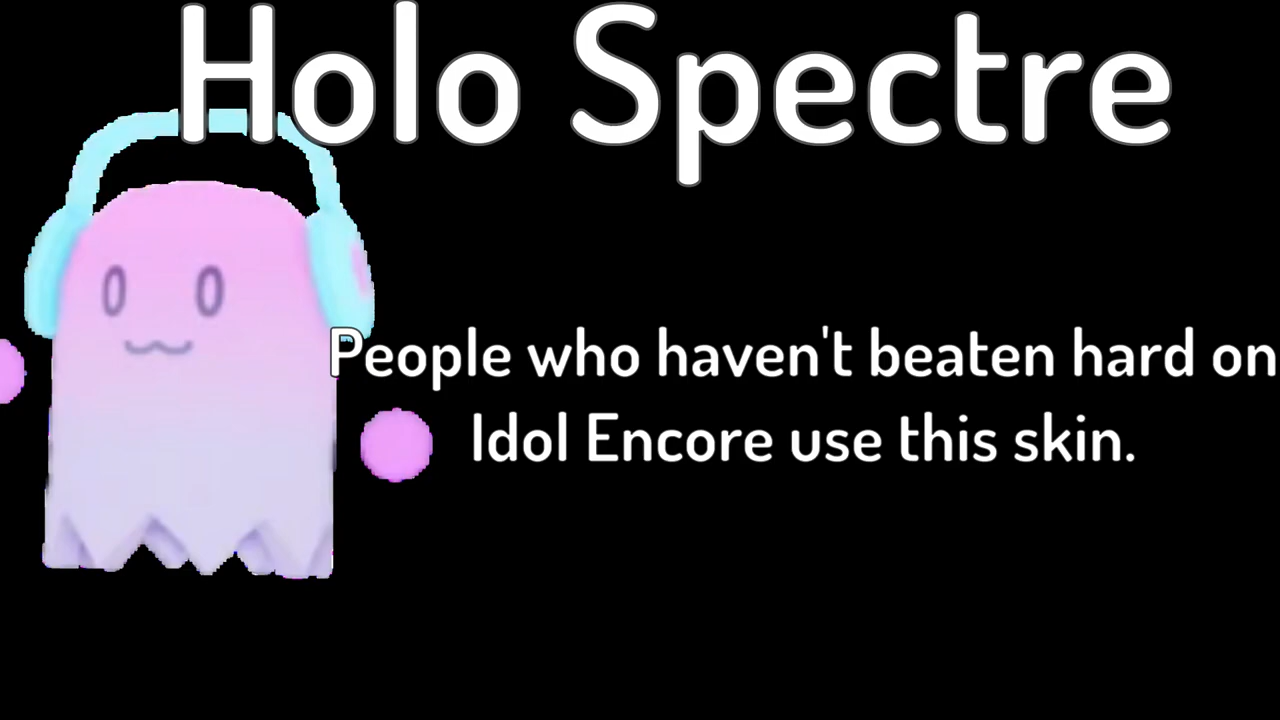 Holo Spectre
People who haven't beaten hard on
Idol Encore use this skin.